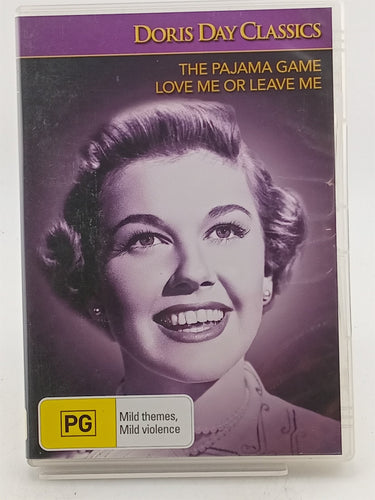 DORIS DAY CLASSICS
THE PAJAMA GAME
LOVE ME OR LEAVE ME
PG
Mild themes,
Mild violence